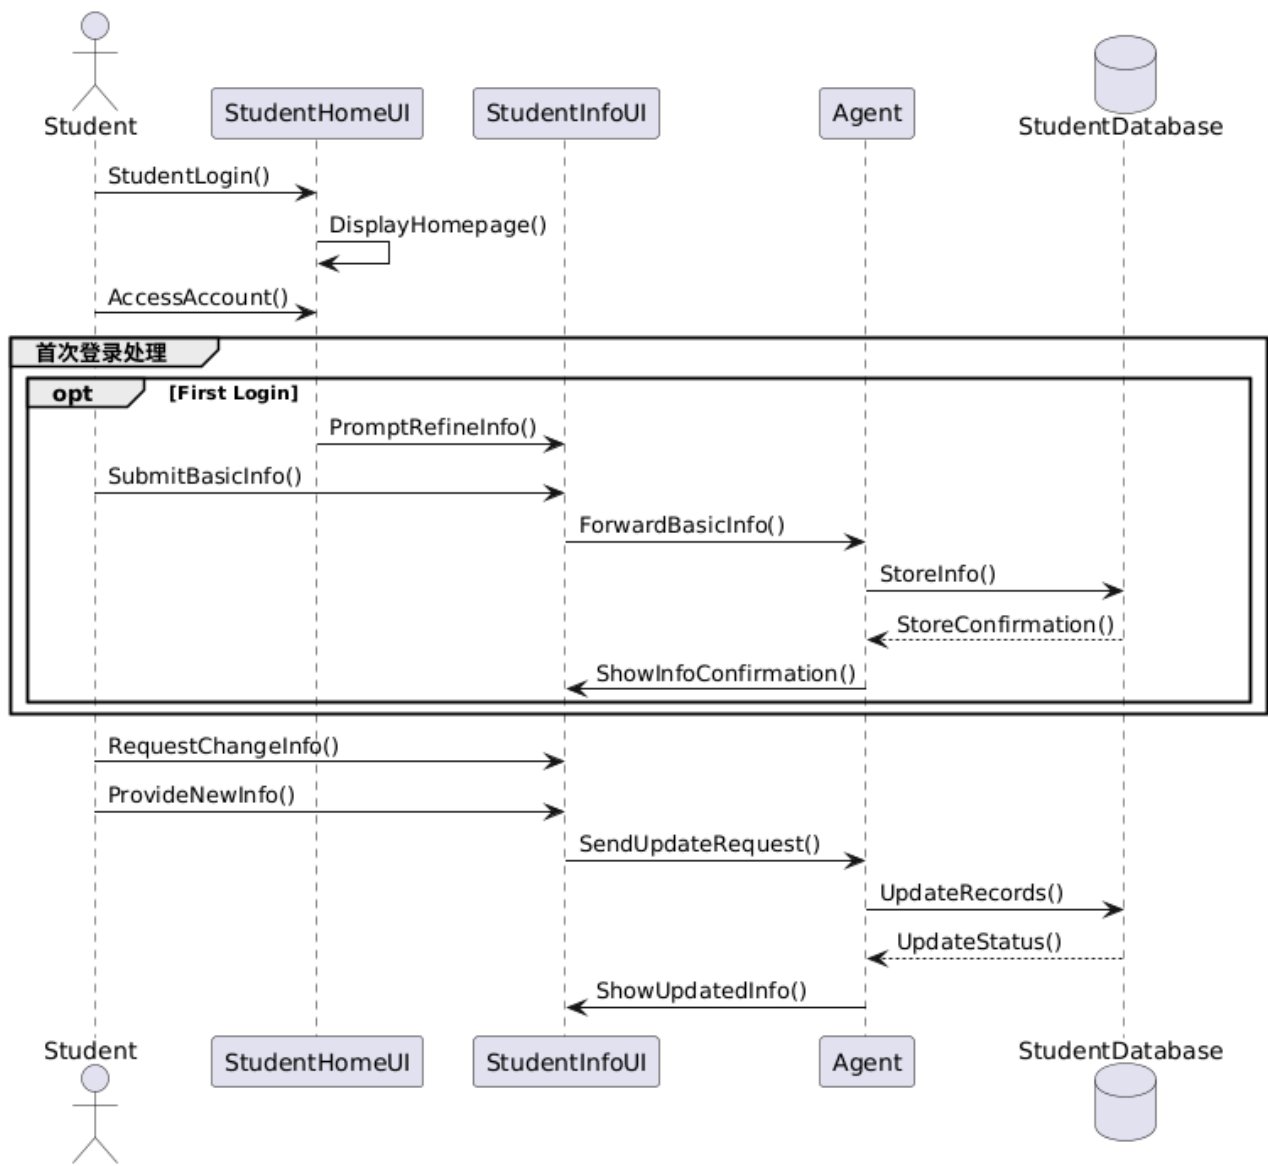 Student
StudentHomeUI
StudentInfoUI
Agent
StudentDatabase
StudentLogin()
DisplayHomepage()
AccessAccount()
首次登录处理
opt
[First Login]
PromptRefineInfo()
SubmitBasicInfo()
ForwardBasicInfo()
StoreInfo()
StoreConfirmation()
ShowInfoConfirmation()
RequestChangeInfo()
ProvideNewInfo()
SendUpdateRequest()
UpdateRecords()
UpdateStatus()
ShowUpdatedInfo()
Student
StudentHomeUI
StudentInfoUI
Agent
StudentDatabase